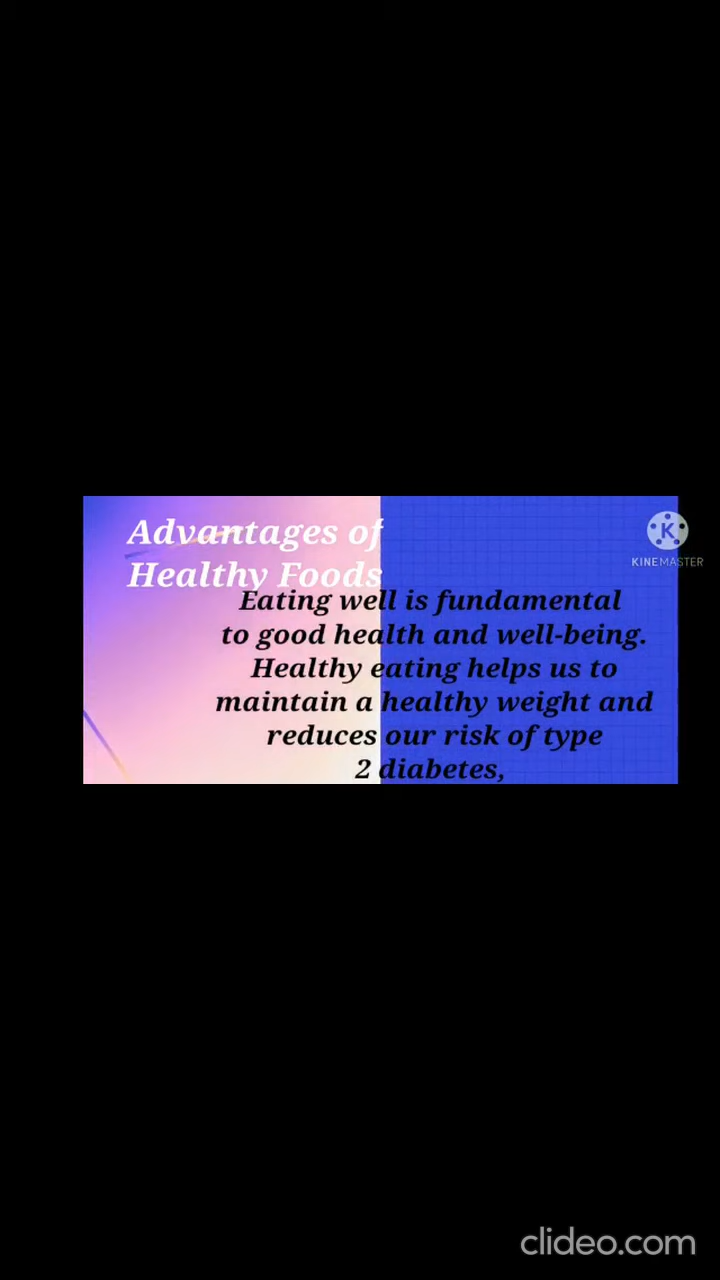 Advantages of
Healthy Foods
KINEMASTER
Eating well is fundamental
to good health and well-being.
Healthy eating helps us to
maintain a healthy weight and
reduces our risk of type
2 diabetes,
clideo.com